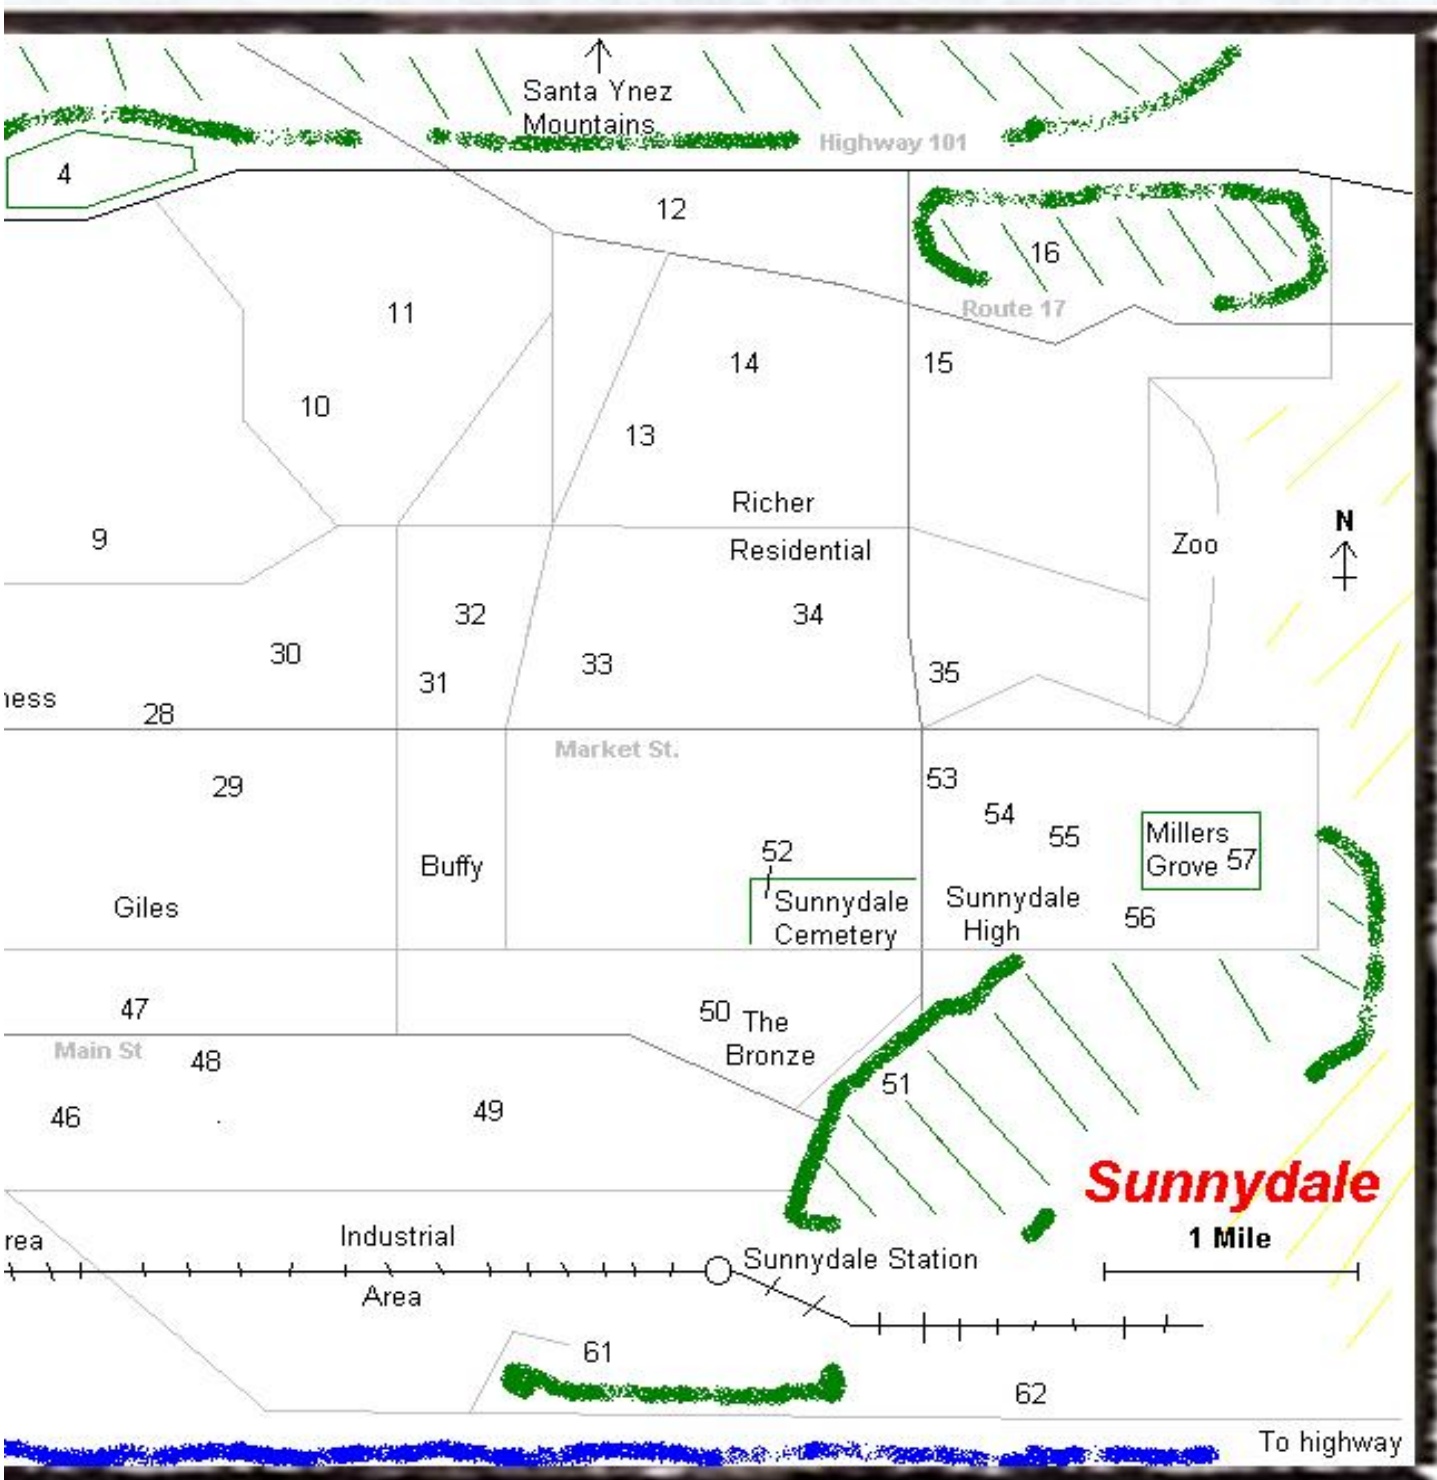 Santa Ynez
Mountains
Highway 101
4
12
16
11
Route 17
14
15
10
13
Richer
N
9
Residential
Zoo
32
34
30
33
31
35
ness
28
Market St.
29
53
54
55
Millers
Grove 57
52
Buffy
Giles
Sunnydale
Cemetery
Sunnydale
High
56
47
50 The
Bronze
Main St
48
51
46
49
Sunnydale
1 Mile
rea
Industrial
Sunnydale Station
Area
61
62
To highway